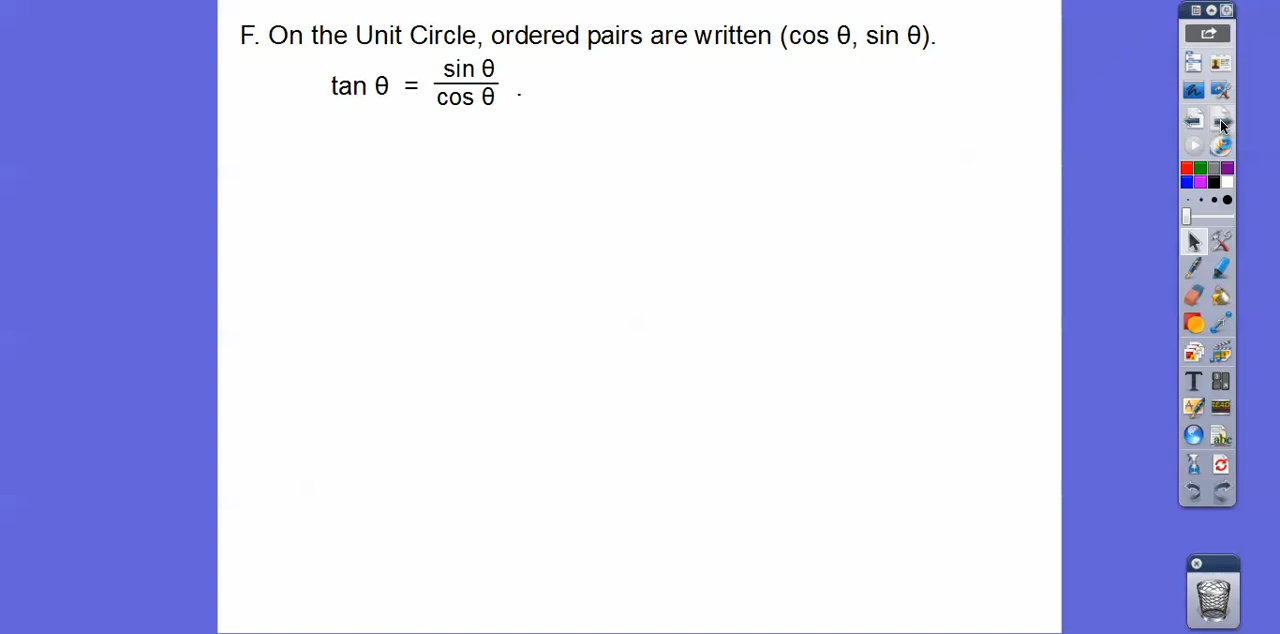 F. On the Unit Circle, ordered pairs are written (cos θ, sin θ).
tan θ = sin θ / cos θ .